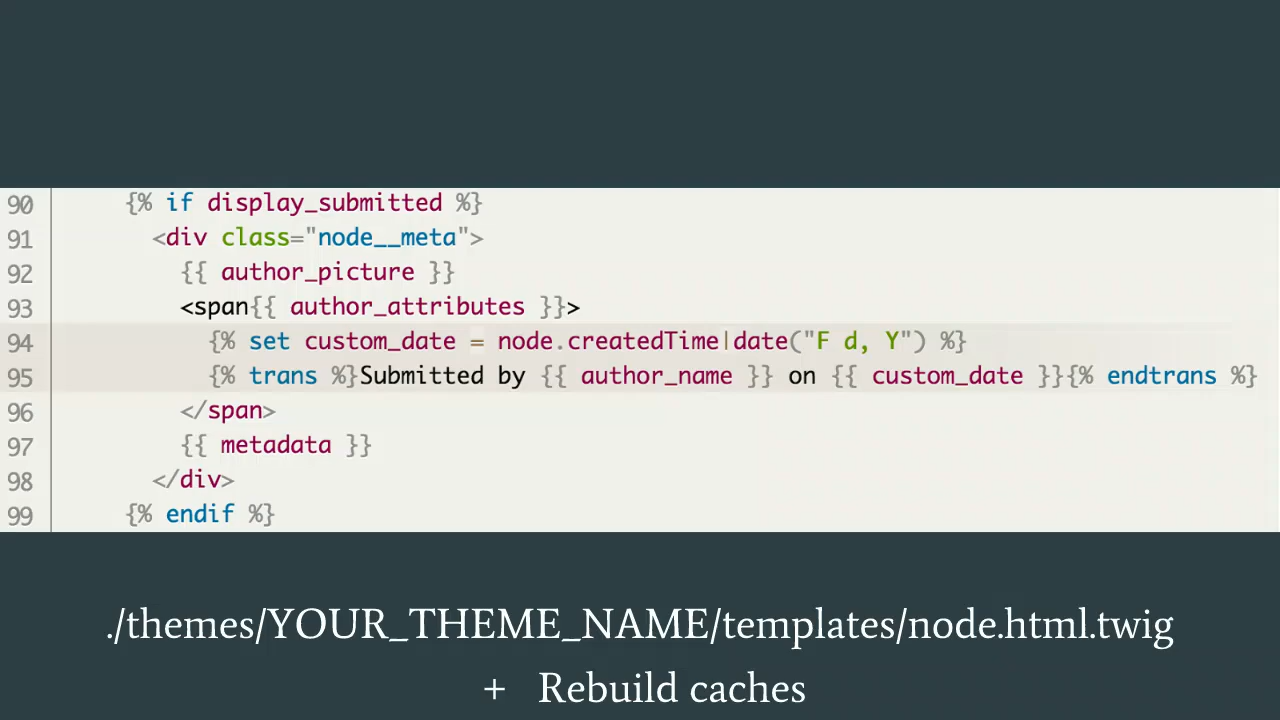 90 {% if display_submitted %}
91 <div class="node__meta">
92 {{ author_picture }}
93 <span{{ author_attributes }}>
94 {% set custom_date = node.createdTime|date("F d, Y") %}
95 {% trans %}Submitted by {{ author_name }} on {{ custom_date }}{% endtrans %}
96 </span>
97 {{ metadata }}
98 </div>
99 {% endif %}
./themes/YOUR_THEME_NAME/templates/node.html.twig
+ Rebuild caches